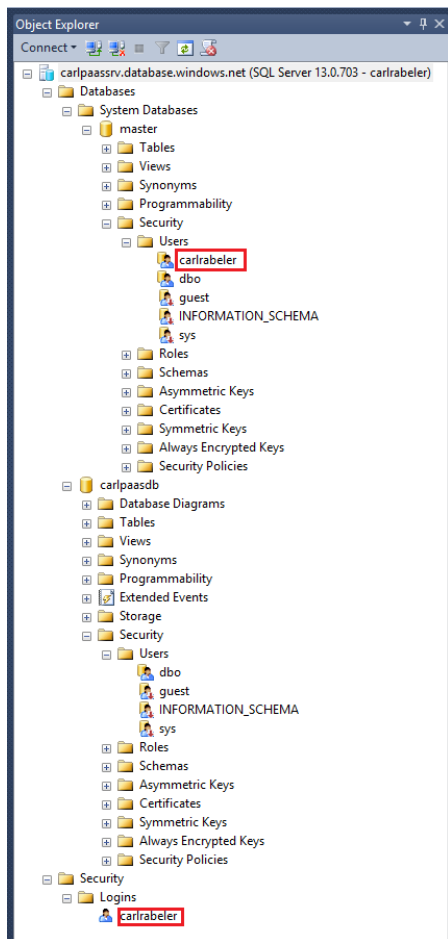 Object Explorer
Connect
carlpaassrv.database.windows.net (SQL Server 13.0.703 - carlrabeler)
Databases
System Databases
master
Tables
Views
Synonyms
Programmability
Security
Users
carlrabeler
dbo
guest
INFORMATION_SCHEMA
sys
Roles
Schemas
Asymmetric Keys
Certificates
Symmetric Keys
Always Encrypted Keys
Security Policies
carlpaasdb
Database Diagrams
Tables
Views
Synonyms
Programmability
Extended Events
Storage
Security
Users
dbo
guest
INFORMATION_SCHEMA
sys
Roles
Schemas
Asymmetric Keys
Certificates
Symmetric Keys
Always Encrypted Keys
Security Policies
Security
Logins
carlrabeler